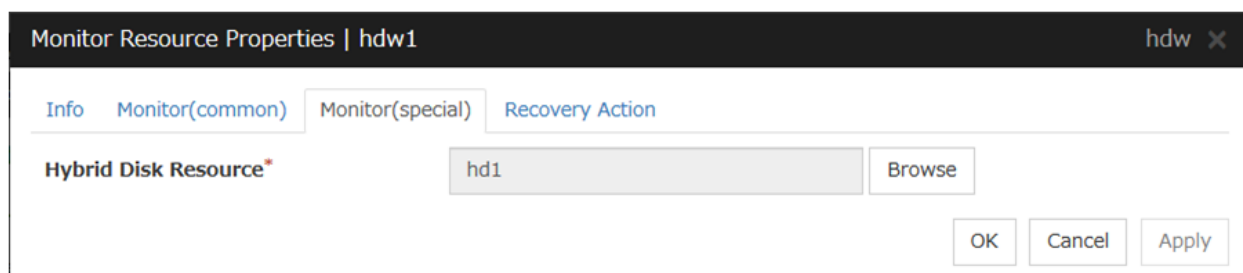 Monitor Resource Properties | hdw1 hdw ×
Info Monitor(common) Monitor(special) Recovery Action
Hybrid Disk Resource* hd1 Browse
OK Cancel Apply